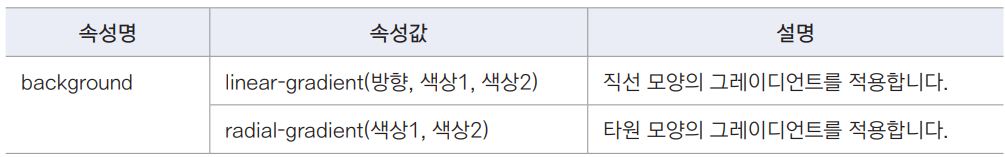 속성명 속성값 설명
background linear-gradient(방향, 색상1, 색상2) 직선 모양의 그레이디언트를 적용합니다.
radial-gradient(색상1, 색상2) 타원 모양의 그레이디언트를 적용합니다.